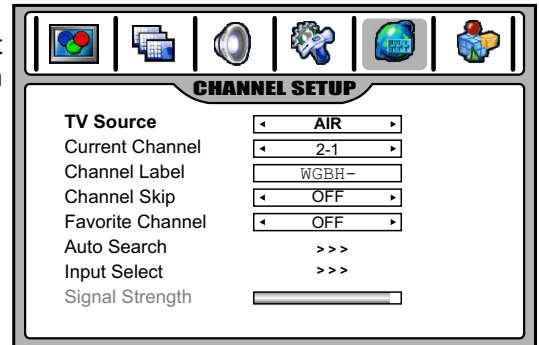 CHANNEL SETUP
TV Source ◂ AIR ▸
Current Channel ◂ 2-1 ▸
Channel Label WGBH-
Channel Skip ◂ OFF ▸
Favorite Channel ◂ OFF ▸
Auto Search >>>
Input Select >>>
Signal Strength